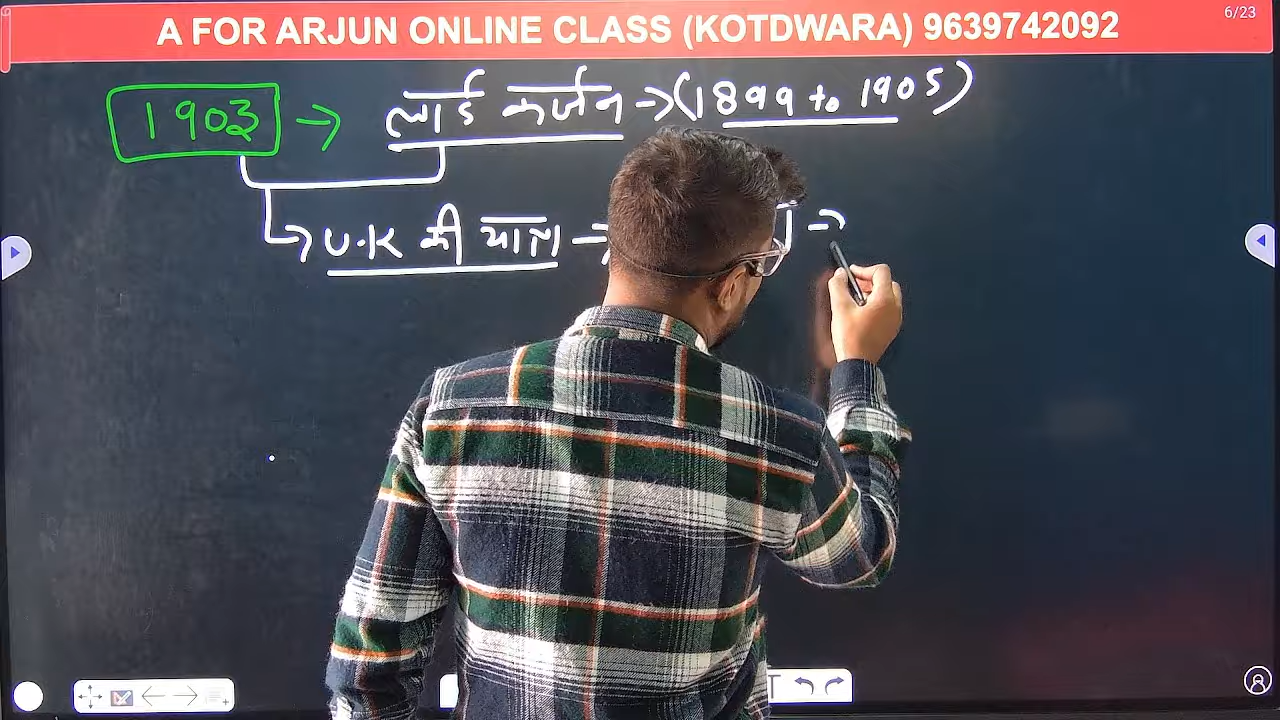 A FOR ARJUN ONLINE CLASS (KOTDWARA) 9639742092
6/23
1903 → लार्ड कर्जन → (1899 to 1905)
→ U.K की यात्रा → →
T